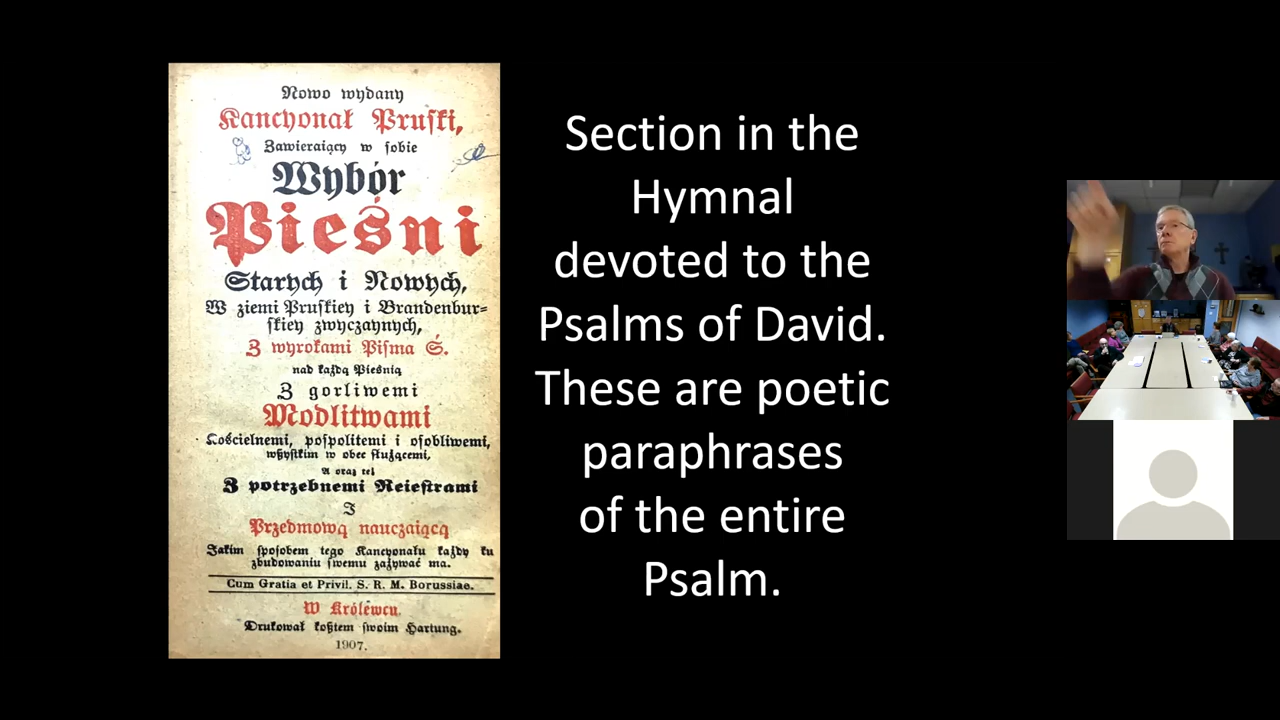 Nowo wydany
Kancyonał Pruſki,
Zawieraiący w ſobie
Wybór
Pieśni
Starych i Nowych,
W ziemi Pruſkiey i Brandenbur=
ſkiey zwyczaynych,
Z wyrokami Piſma Ś.
nad każdą Pieśnią
Z gorliwemi
Modlitwami
Kościelnemi, poſpolitemi i oſobliwemi,
wßyſtkim w obec ſłużącemi,
A oraz też
Z potrzebnemi Reieſtrami
I
Przedmową nauczaiącą
Jakim ſpoſobem tego Kancyonału każdy ku
zbudowaniu ſwemu zażywać ma.
Cum Gratia et Privil. S. R. M. Borussiae.
W Królewcu
Drukował koßtem ſwoim Hartung.
1907.
Section in the
Hymnal
devoted to the
Psalms of David.
These are poetic
paraphrases
of the entire
Psalm.